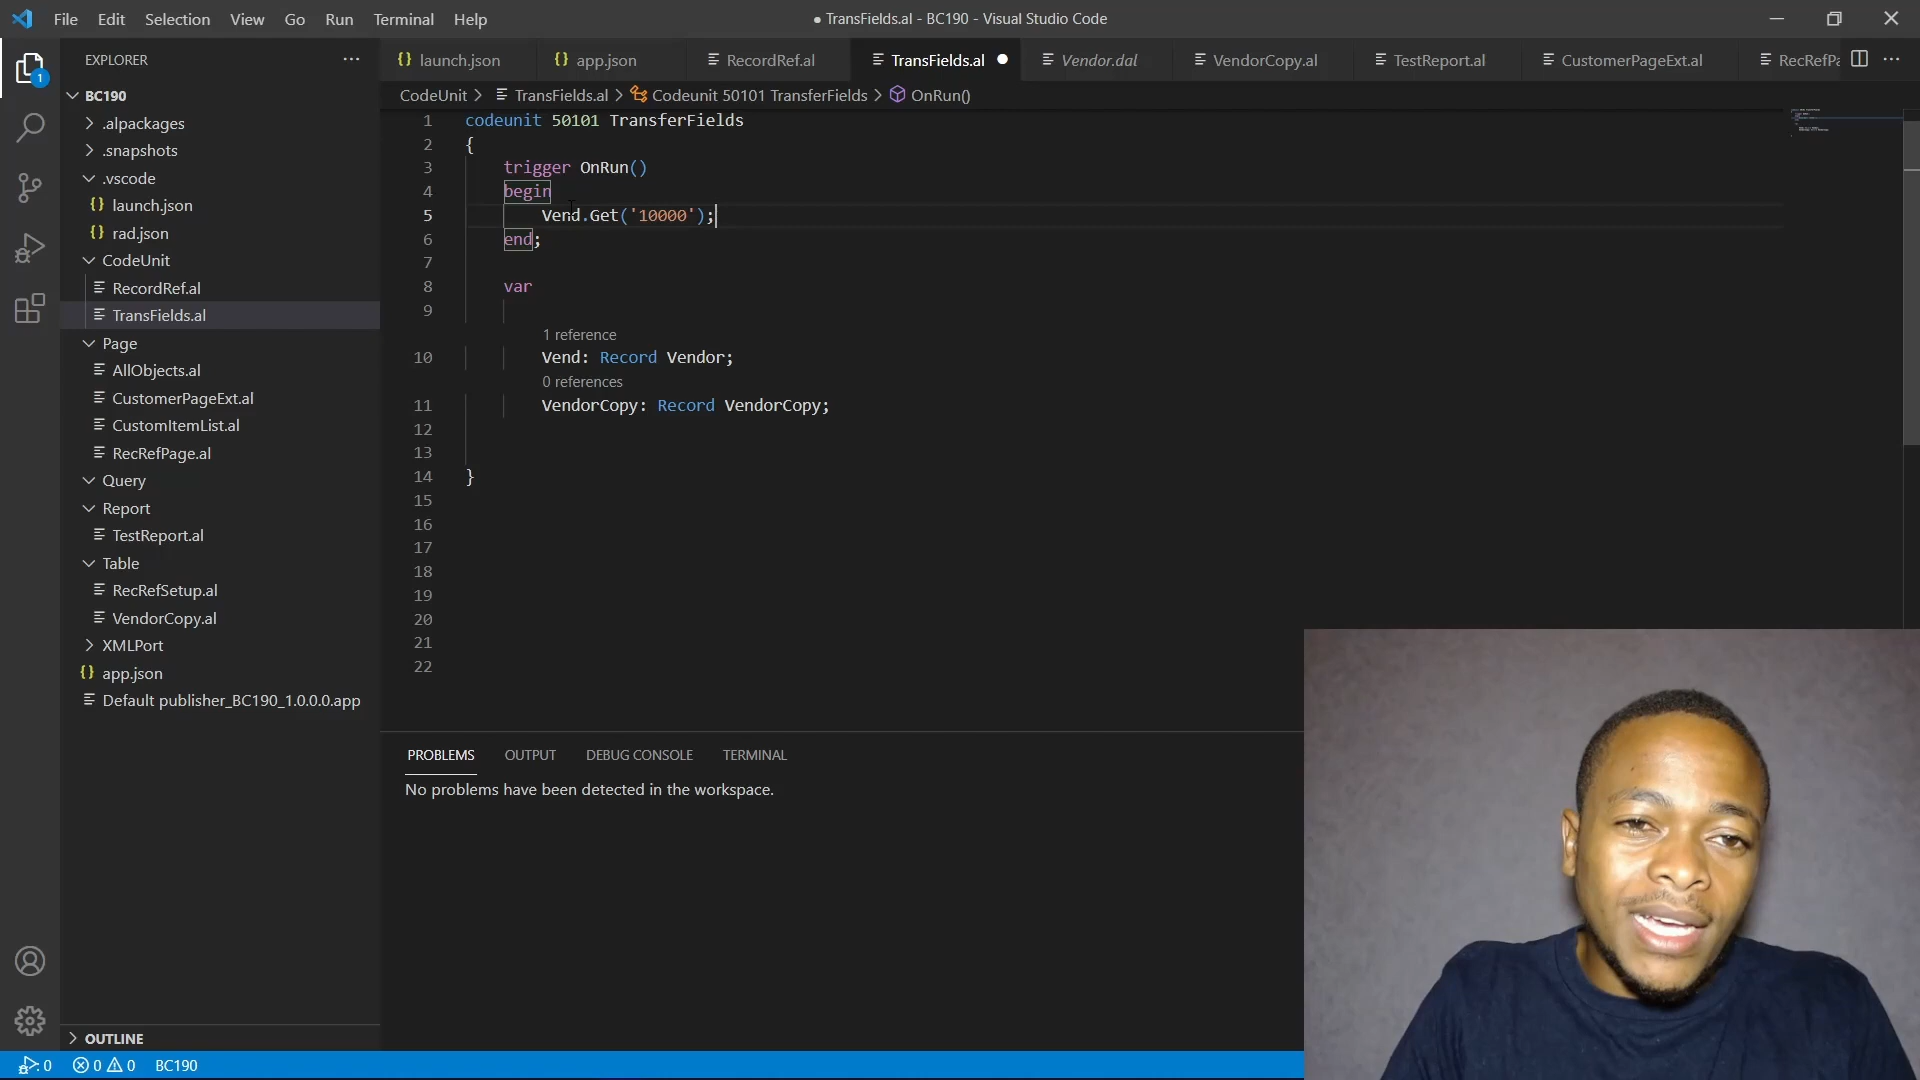 File Edit Selection View Go Run Terminal Help
● TransFields.al - BC190 - Visual Studio Code
EXPLORER
launch.json
app.json
RecordRef.al
TransFields.al
Vendor.dal
VendorCopy.al
TestReport.al
CustomerPageExt.al
RecRefPa
CodeUnit > TransFields.al > Codeunit 50101 TransferFields > OnRun()
1
BC190
.alpackages
.snapshots
.vscode
launch.json
rad.json
CodeUnit
RecordRef.al
TransFields.al
Page
AllObjects.al
CustomerPageExt.al
CustomItemList.al
RecRefPage.al
Query
Report
TestReport.al
Table
RecRefSetup.al
VendorCopy.al
XMLPort
app.json
Default publisher_BC190_1.0.0.0.app
OUTLINE
1 codeunit 50101 TransferFields
2 {
3 trigger OnRun()
4 begin
5 Vend.Get('10000');
6 end;
7
8 var
9
1 reference
10 Vend: Record Vendor;
0 references
11 VendorCopy: Record VendorCopy;
12
13
14 }
15
16
17
18
19
20
21
22
PROBLEMS OUTPUT DEBUG CONSOLE TERMINAL
No problems have been detected in the workspace.
: 0 0 0 BC190